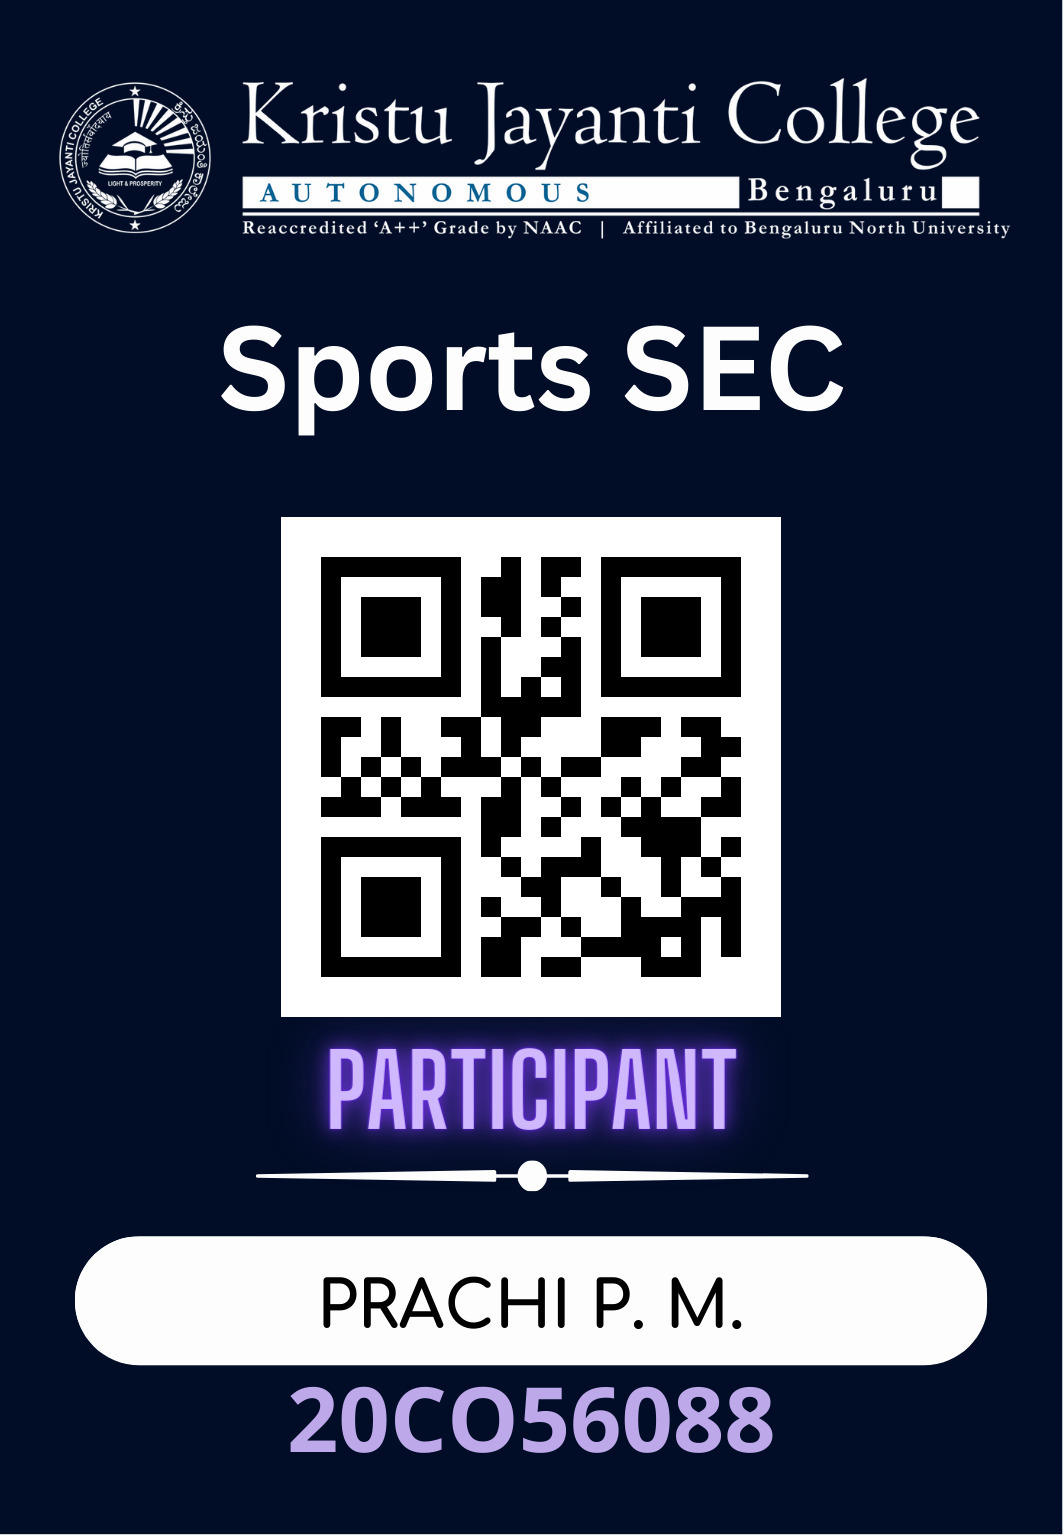 KRISTU JAYANTI COLLEGE
ಕ್ರಿಸ್ತು ಜಯಂತಿ ಕಾಲೇಜು
LIGHT & PROSPERITY
Kristu Jayanti College
AUTONOMOUS Bengaluru
Reaccredited ‘A++’ Grade by NAAC | Affiliated to Bengaluru North University
Sports SEC
PARTICIPANT
PRACHI P. M.
20CO56088